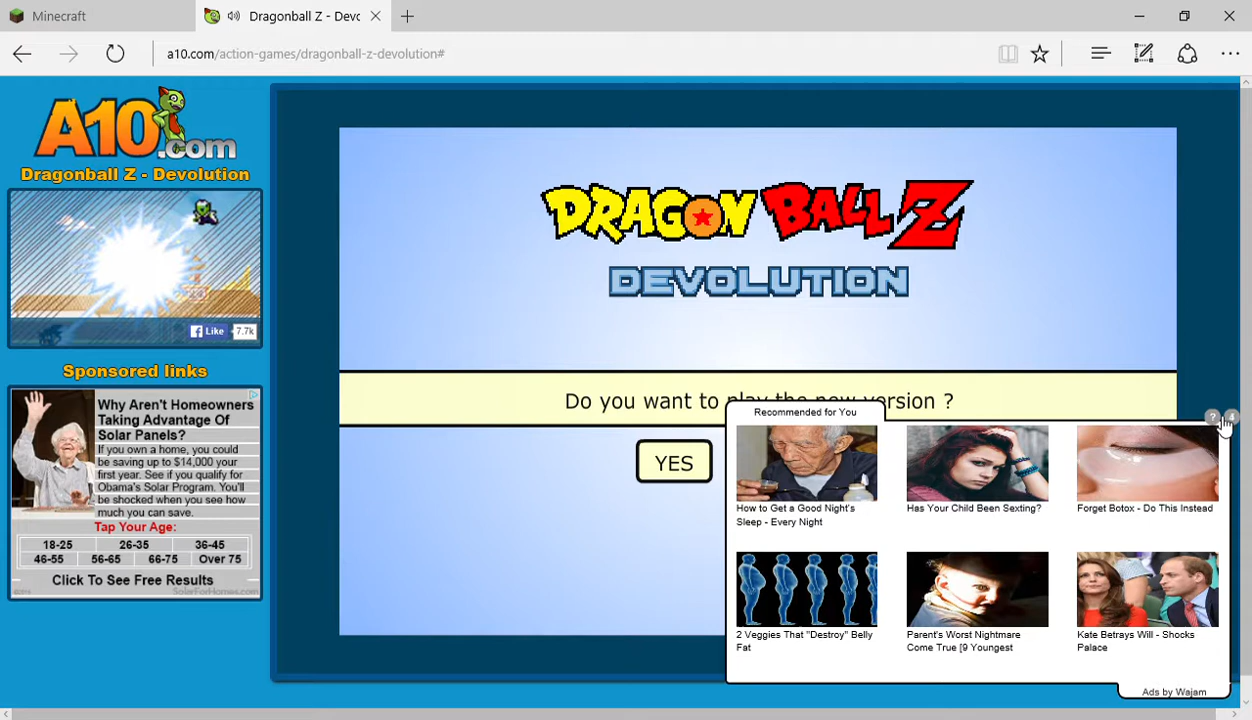 Minecraft
Dragonball Z - Devo
a10.com/action-games/dragonball-z-devolution#
A10
.com
Dragonball Z - Devolution
Like 7.7k
Sponsored links
Why Aren't Homeowners
Taking Advantage Of
Solar Panels?
If you own a home, you could
be saving up to $14,000 your
first year. See if you qualify for
Obama's Solar Program. You'll
be shocked when you see how
much you can save.
Tap Your Age:
18-25 26-35 36-45
46-55 56-65 66-75 Over 75
Click To See Free Results
SolarForHomes.com
DRAGON BALL Z
DEVOLUTION
Do you want to play the new version ?
YES
Recommended for You
?
How to Get a Good Night's
Sleep - Every Night
Has Your Child Been Sexting?
Forget Botox - Do This Instead
2 Veggies That "Destroy" Belly
Fat
Parent's Worst Nightmare
Come True [9 Youngest
Kate Betrays Will - Shocks
Palace
Ads by Wajam